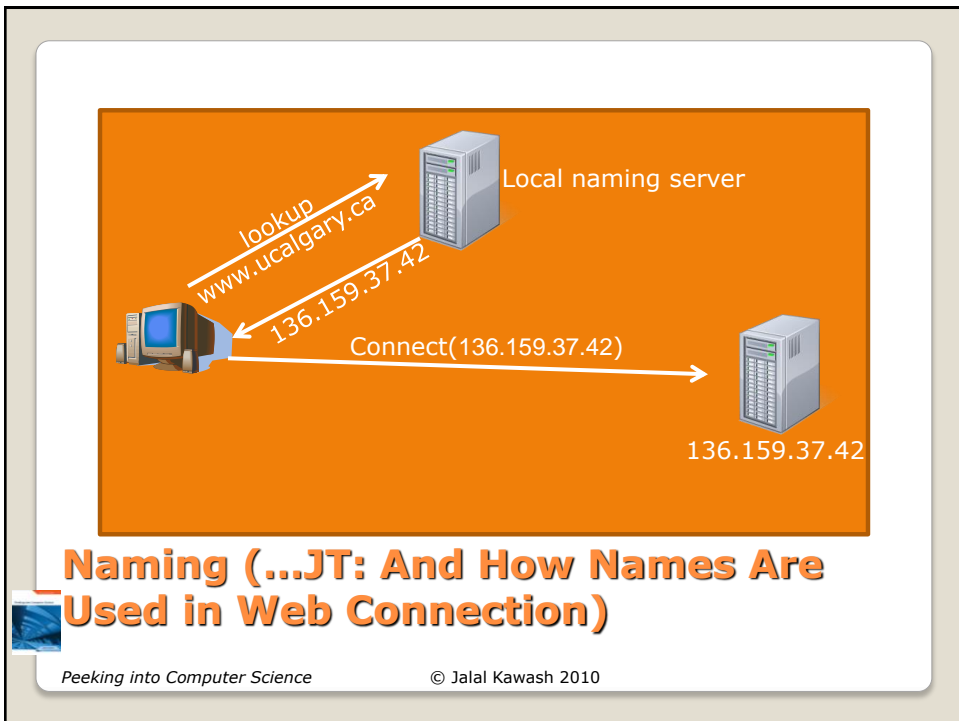 Local naming server
lookup
www.ucalgary.ca
136.159.37.42
Connect(136.159.37.42)
136.159.37.42
Naming (…JT: And How Names Are
Used in Web Connection)
Peeking into Computer Science © Jalal Kawash 2010